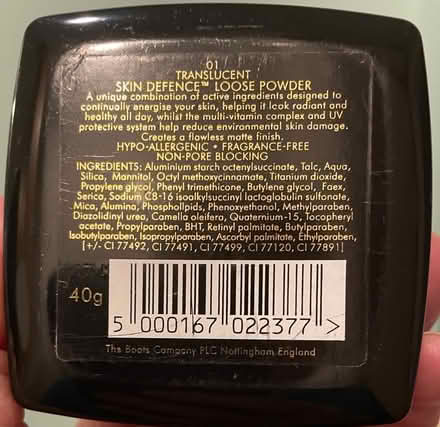 01
TRANSLUCENT
SKIN DEFENCE™ LOOSE POWDER
A unique combination of active ingredients designed to
continually energise your skin, helping it look radiant and
healthy all day, whilst the multi-vitamin complex and UV
protective system help reduce environmental skin damage.
Creates a flawless matte finish.
HYPO-ALLERGENIC • FRAGRANCE-FREE
NON-PORE BLOCKING
INGREDIENTS: Aluminium starch octenylsuccinate, Talc, Aqua,
Silica, Mannitol, Octyl methoxycinnamate, Titanium dioxide,
Propylene glycol, Phenyl trimethicone, Butylene glycol, Faex,
Serica, Sodium C8-16 isoalkylsuccinyl lactoglobulin sulfonate,
Mica, Alumina, Phospholipids, Phenoxyethanol, Methylparaben,
Diazolidinyl urea, Camella oleifera, Quaternium-15, Tocopheryl
acetate, Propylparaben, BHT, Retinyl palmitate, Butylparaben,
Isobutylparaben, Isopropylparaben, Ascorbyl palmitate, Ethylparaben,
[+/- CI 77492, CI 77491, CI 77499, CI 77120, CI 77891]
40g
5 000167 022377 >
The Boots Company PLC Nottingham England